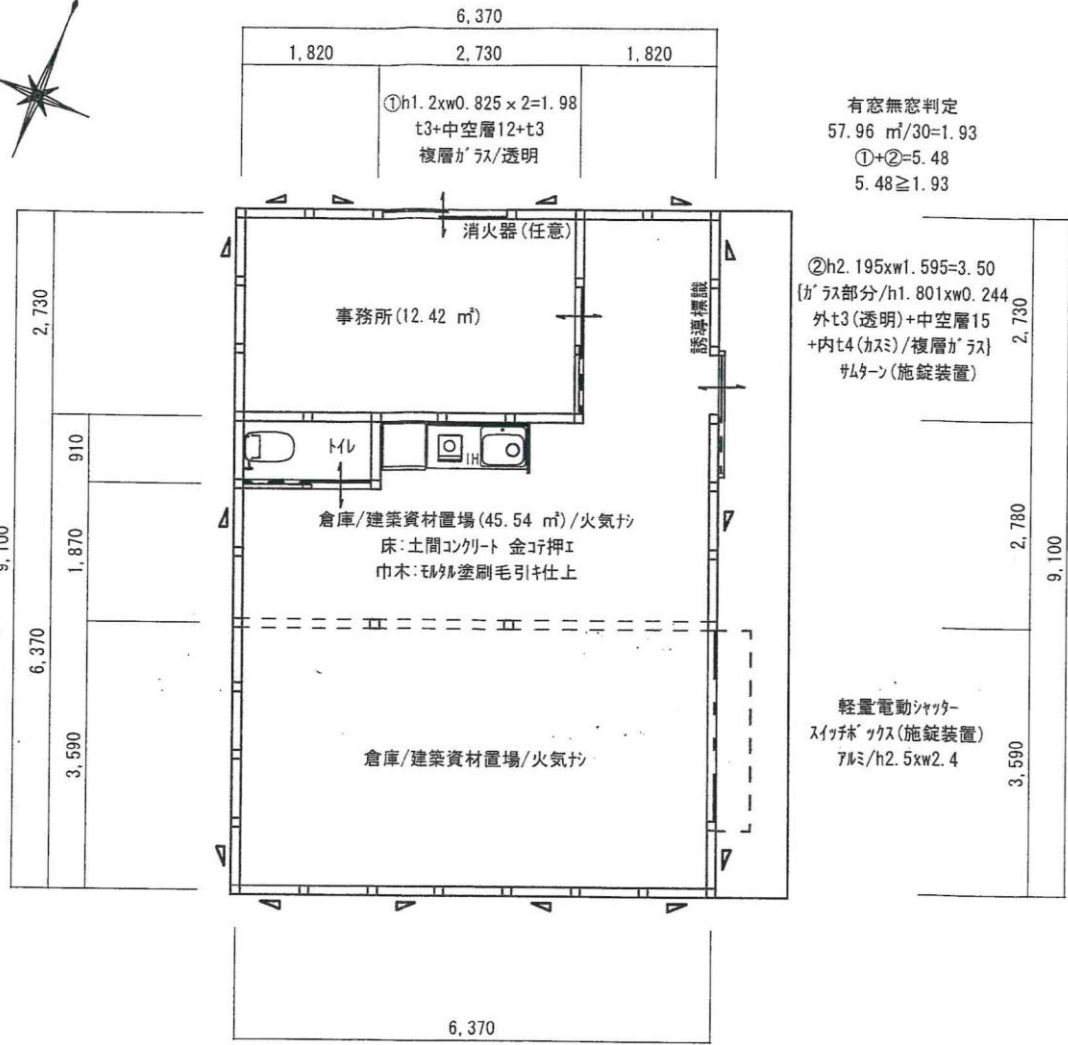 6,370
1,820
2,730
1,820
①h1.2xw0.825×2=1.98
t3+中空層12+t3
複層ガラス/透明
有窓無窓判定
57.96 ㎡/30=1.93
①+②=5.48
5.48≧1.93
消火器(任意)
事務所(12.42 ㎡)
誘導標識
②h2.195xw1.595=3.50
{ガラス部分/h1.801xw0.244
外t3(透明)+中空層15
+内t4(カスミ)/複層ガラス}
サムターン(施錠装置)
2,730
2,730
910
トイレ
IH
倉庫/建築資材置場(45.54 ㎡)/火気ナシ
床:土間コンクリート 金コテ押エ
巾木:モルタル塗刷毛引キ仕上
9,100
1,870
2,780
9,100
6,370
3,590
倉庫/建築資材置場/火気ナシ
軽量電動シャッター
スイッチボックス(施錠装置)
アルミ/h2.5xw2.4
3,590
6,370